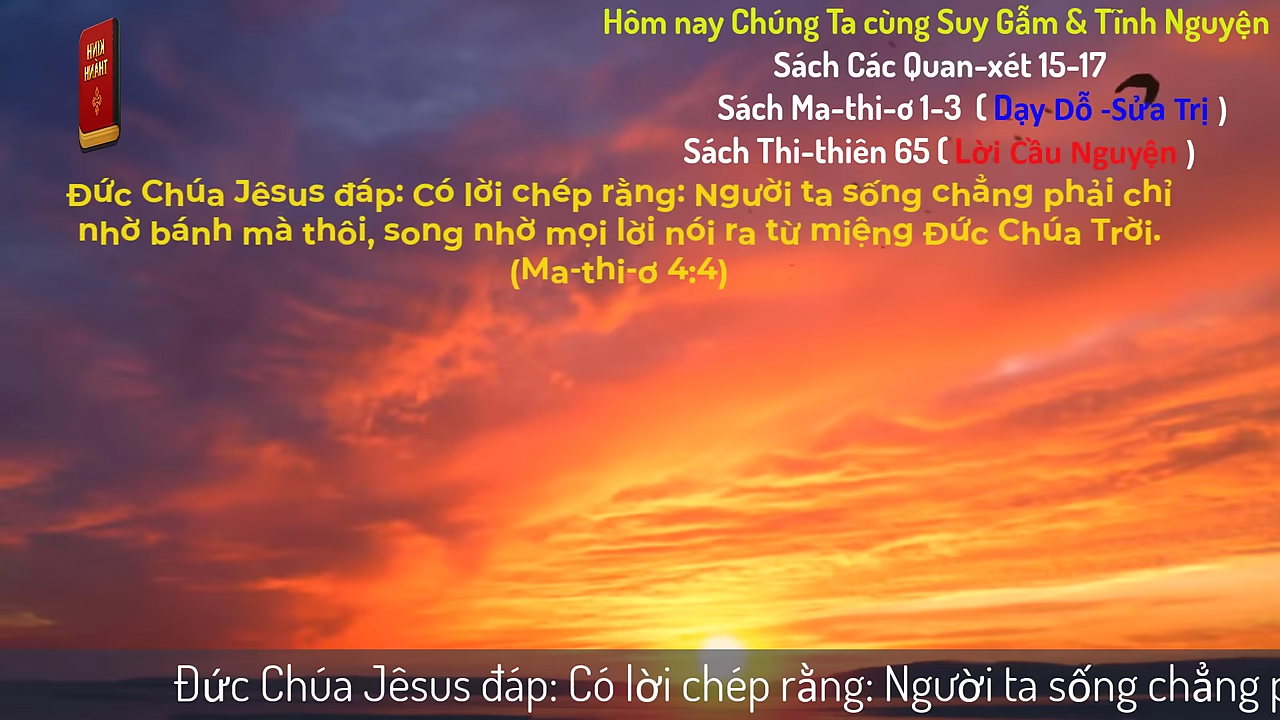 KINH
THÁNH
Hôm nay Chúng Ta cùng Suy Gẫm & Tĩnh Nguyện
Sách Các Quan-xét 15-17
Sách Ma-thi-ơ 1-3 ( Dạy Dỗ -Sửa Trị )
Sách Thi-thiên 65 ( Lời Cầu Nguyện )
Đức Chúa Jêsus đáp: Có lời chép rằng: Người ta sống chẳng phải chỉ
nhờ bánh mà thôi, song nhờ mọi lời nói ra từ miệng Đức Chúa Trời.
(Ma-thi-ơ 4:4)
Đức Chúa Jêsus đáp: Có lời chép rằng: Người ta sống chẳng p